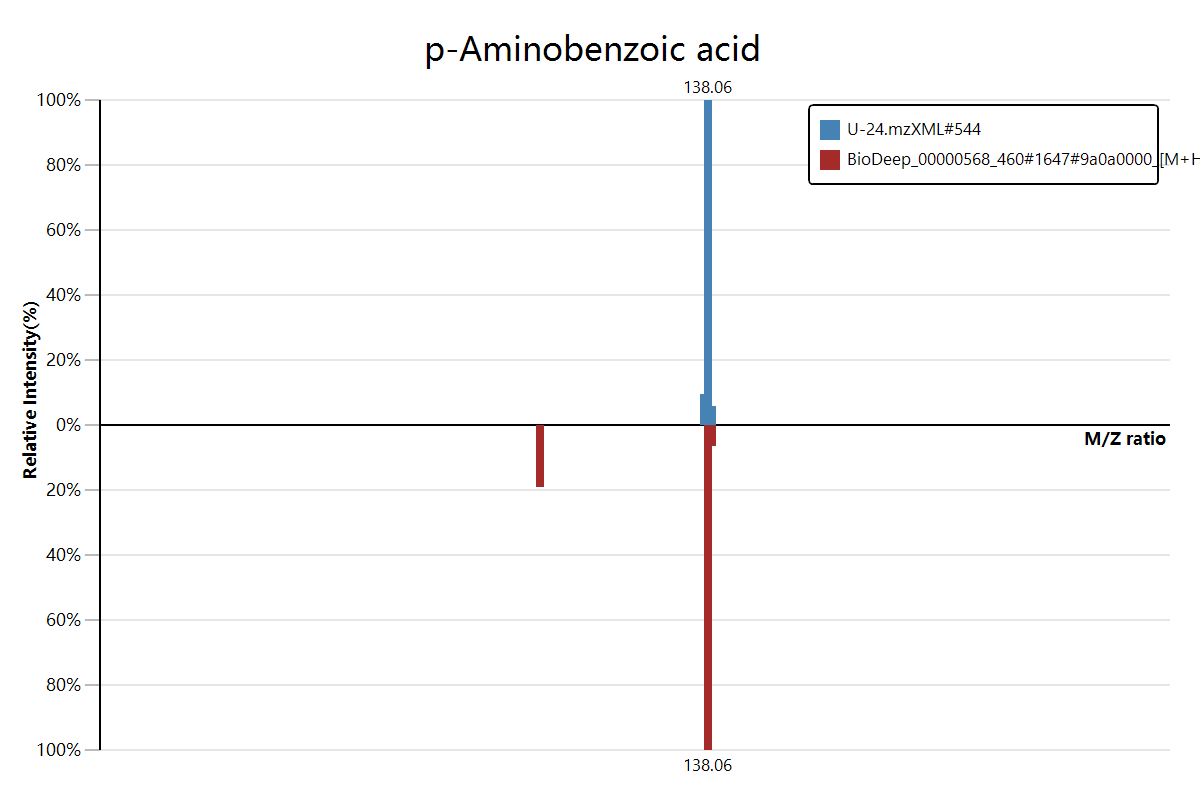 p-Aminobenzoic acid
138.06
100%
U-24.mzXML#544
BioDeep_00000568_460#1647#9a0a0000_[M+H
80%
60%
40%
20%
0%
M/Z ratio
Relative Intensity(%)
20%
40%
60%
80%
100%
138.06